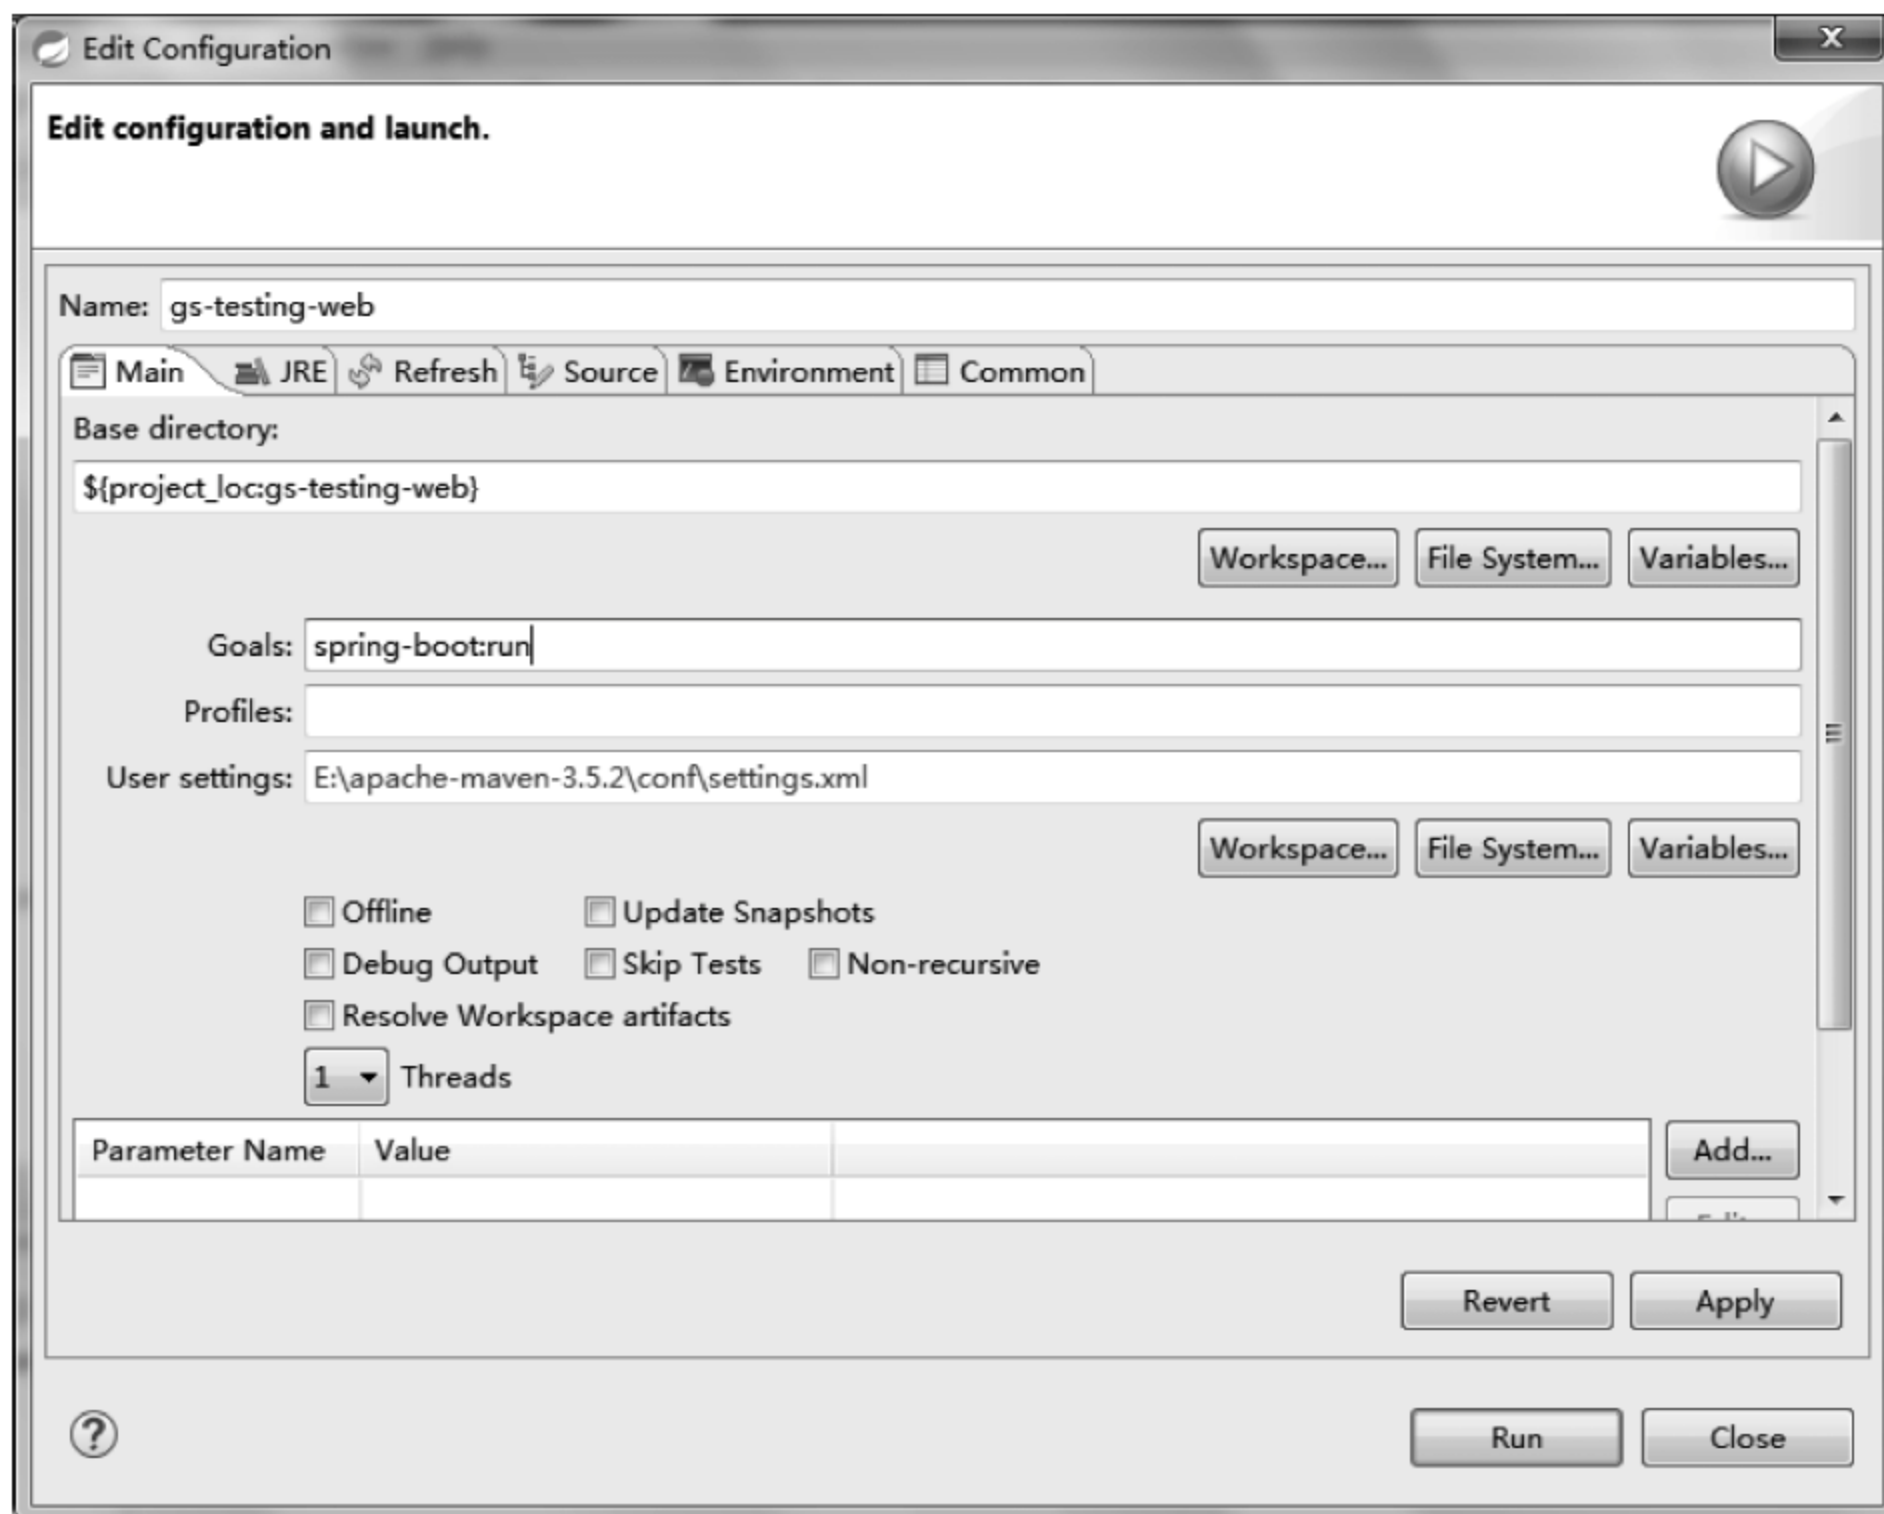 Edit Configuration
Edit configuration and launch.
Name: gs-testing-web
Main JRE Refresh Source Environment Common
Base directory:
${project_loc:gs-testing-web}
Workspace... File System... Variables...
Goals: spring-boot:run
Profiles:
User settings: E:\apache-maven-3.5.2\conf\settings.xml
Workspace... File System... Variables...
Offline Update Snapshots
Debug Output Skip Tests Non-recursive
Resolve Workspace artifacts
1 Threads
Parameter Name Value Add...
Revert Apply
? Run Close